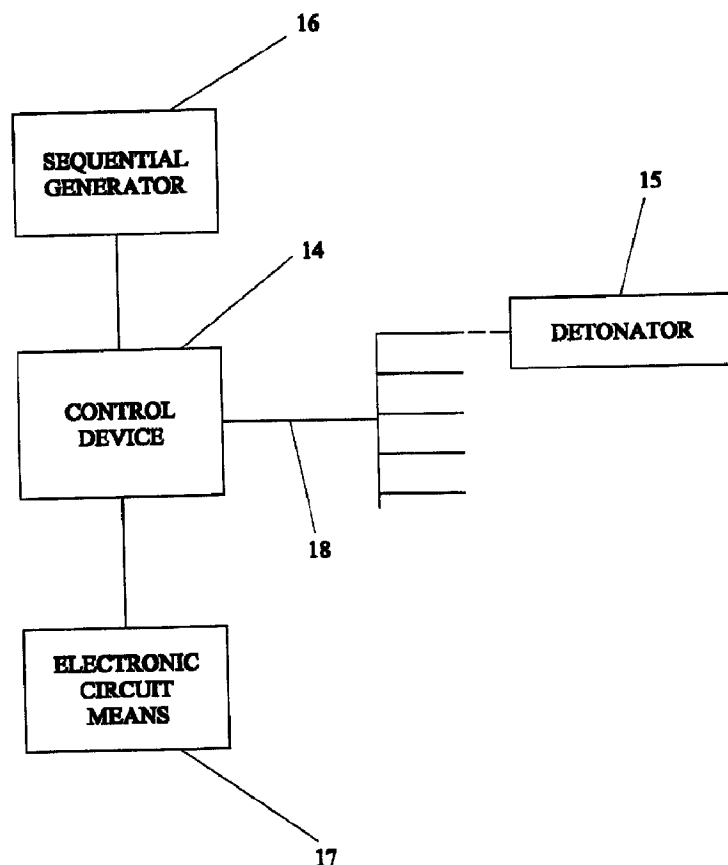 16
SEQUENTIAL
GENERATOR
15
14
DETONATOR
CONTROL
DEVICE
18
ELECTRONIC
CIRCUIT
MEANS
17